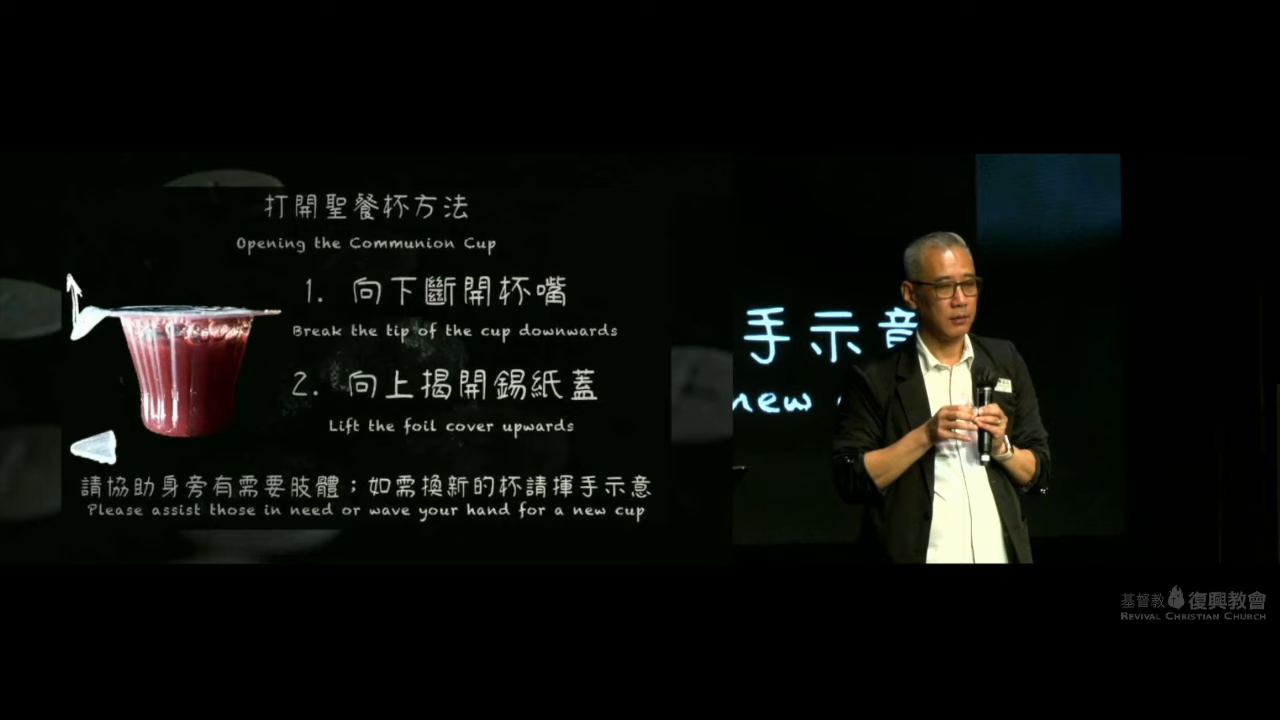 打開聖餐杯方法
Opening the Communion Cup
1. 向下斷開杯嘴
Break the tip of the cup downwards
2. 向上揭開錫紙蓋
Lift the foil cover upwards
請協助身旁有需要肢體；如需換新的杯請揮手示意
Please assist those in need or wave your hand for a new cup
手示意
new
基督教 復興教會
Revival Christian Church